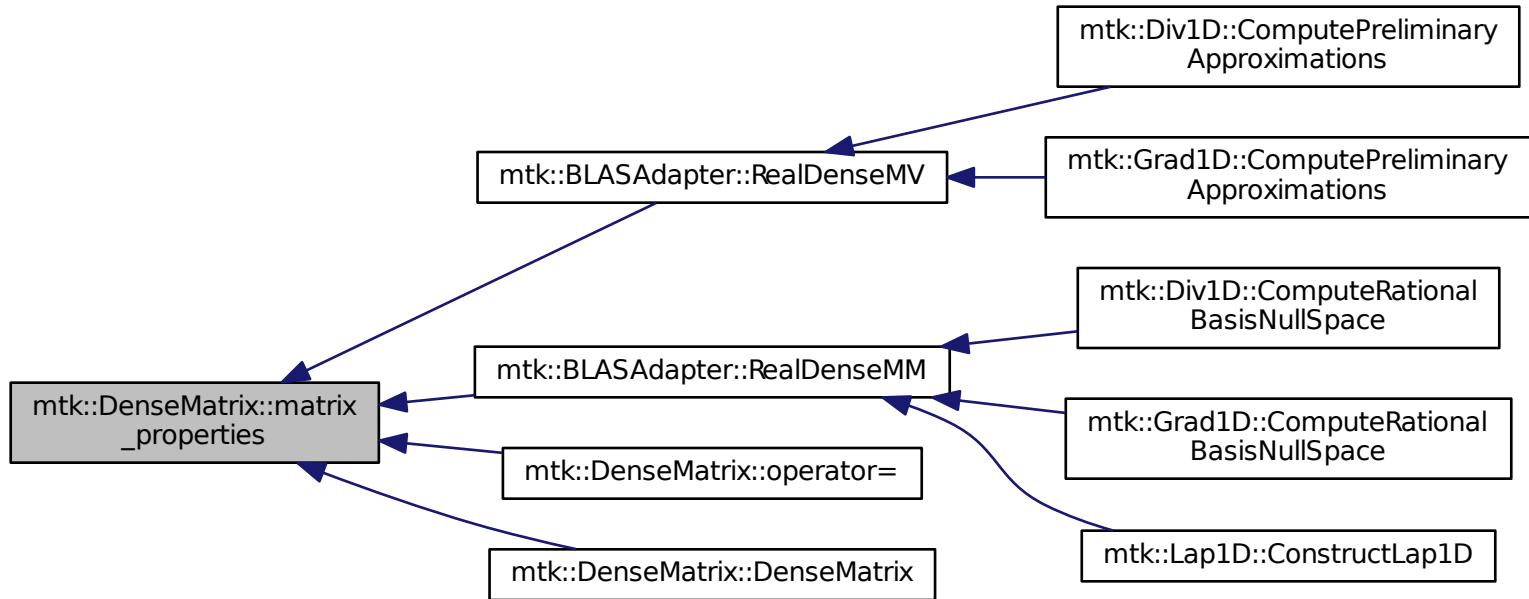 mtk::Div1D::ComputePreliminary
Approximations
mtk::Grad1D::ComputePreliminary
Approximations
mtk::BLASAdapter::RealDenseMV
mtk::Div1D::ComputeRational
BasisNullSpace
mtk::BLASAdapter::RealDenseMM
mtk::DenseMatrix::matrix
_properties
mtk::Grad1D::ComputeRational
BasisNullSpace
mtk::DenseMatrix::operator=
mtk::Lap1D::ConstructLap1D
mtk::DenseMatrix::DenseMatrix